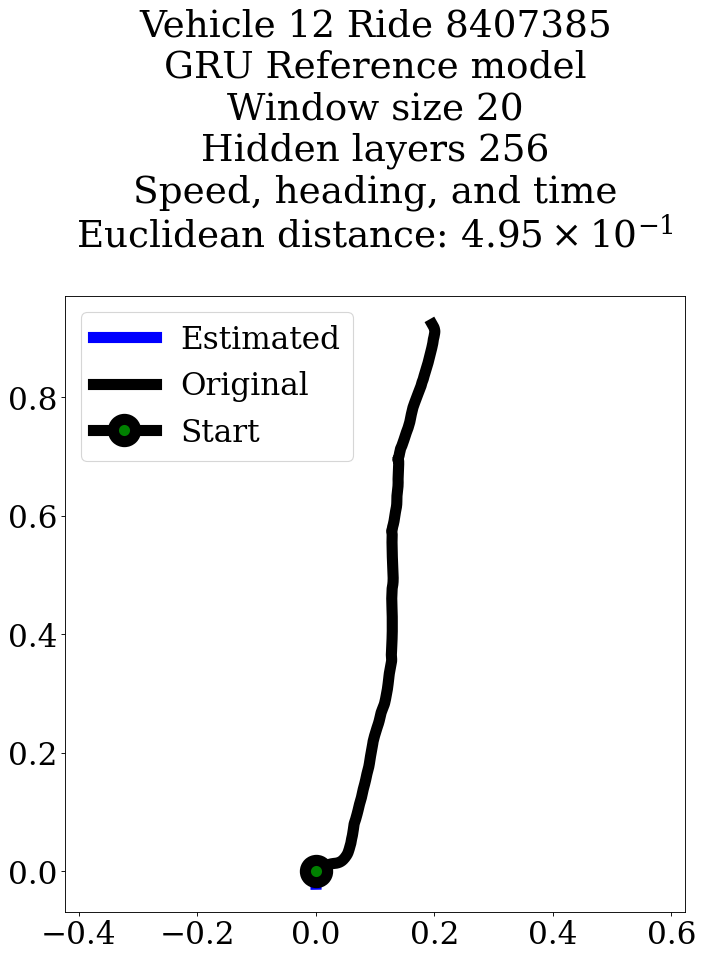 Vehicle 12 Ride 8407385
GRU Reference model
Window size 20
Hidden layers 256
Speed, heading, and time
Euclidean distance: 4.95 × 10⁻¹
Estimated
Original
Start
0.8
0.6
0.4
0.2
0.0
−0.4 −0.2 0.0 0.2 0.4 0.6